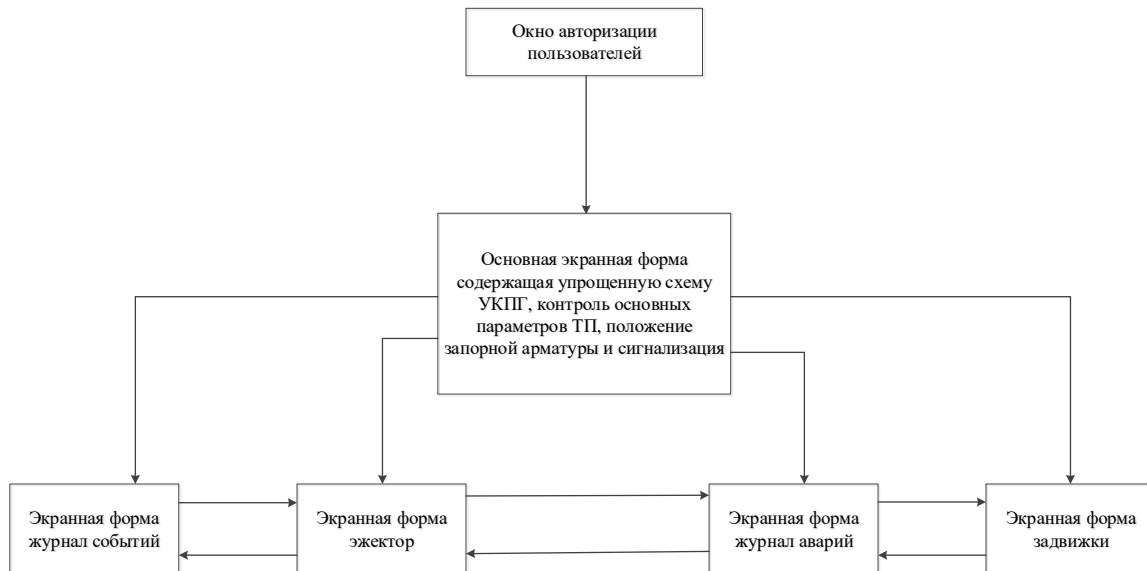 Окно авторизации
пользователей
Основная экранная форма
содержащая упрощенную схему
УКПГ, контроль основных
параметров ТП, положение
запорной арматуры и сигнализация
Экранная форма
журнал событий
Экранная форма
эжектор
Экранная форма
журнал аварий
Экранная форма
задвижки